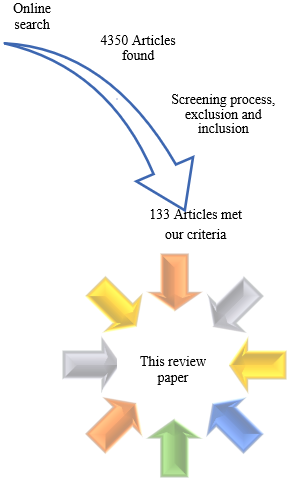 Online
search
4350 Articles
found
Screening process,
exclusion and
inclusion
133 Articles met
our criteria
This review
paper